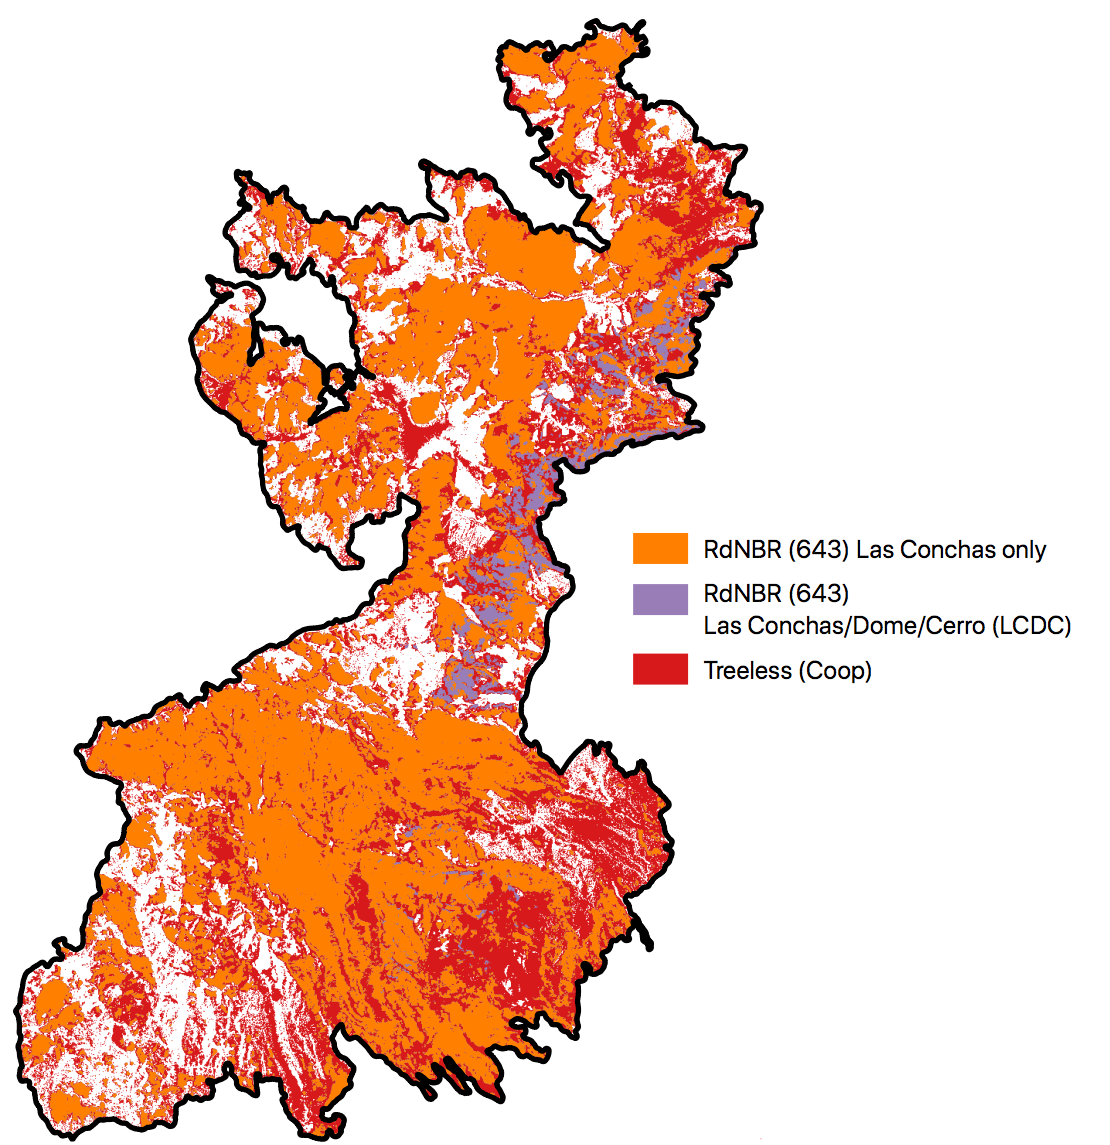 RdNBR (643) Las Conchas only
RdNBR (643)
Las Conchas/Dome/Cerro (LCDC)
Treeless (Coop)